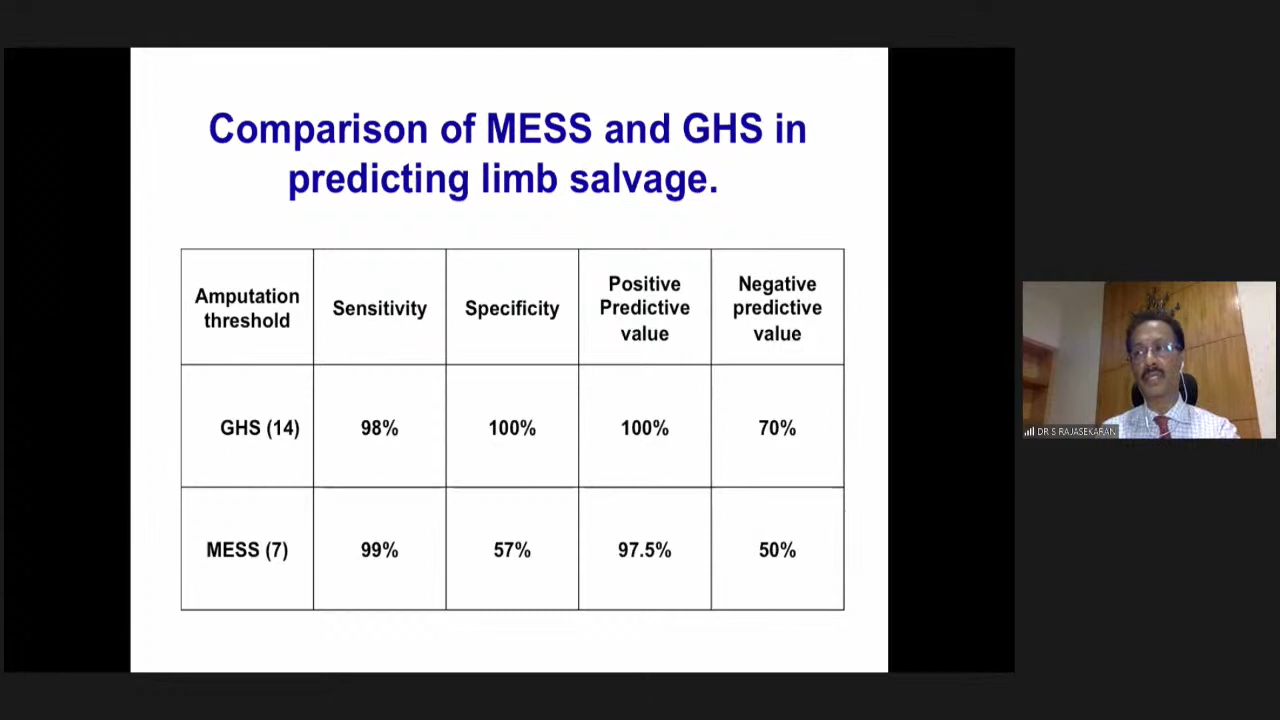 Comparison of MESS and GHS in
predicting limb salvage.
Amputation
threshold
Sensitivity
Specificity
Positive
Predictive
value
Negative
predictive
value
GHS (14)
98%
100%
100%
70%
MESS (7)
99%
57%
97.5%
50%
DR S RAJASEKARAN